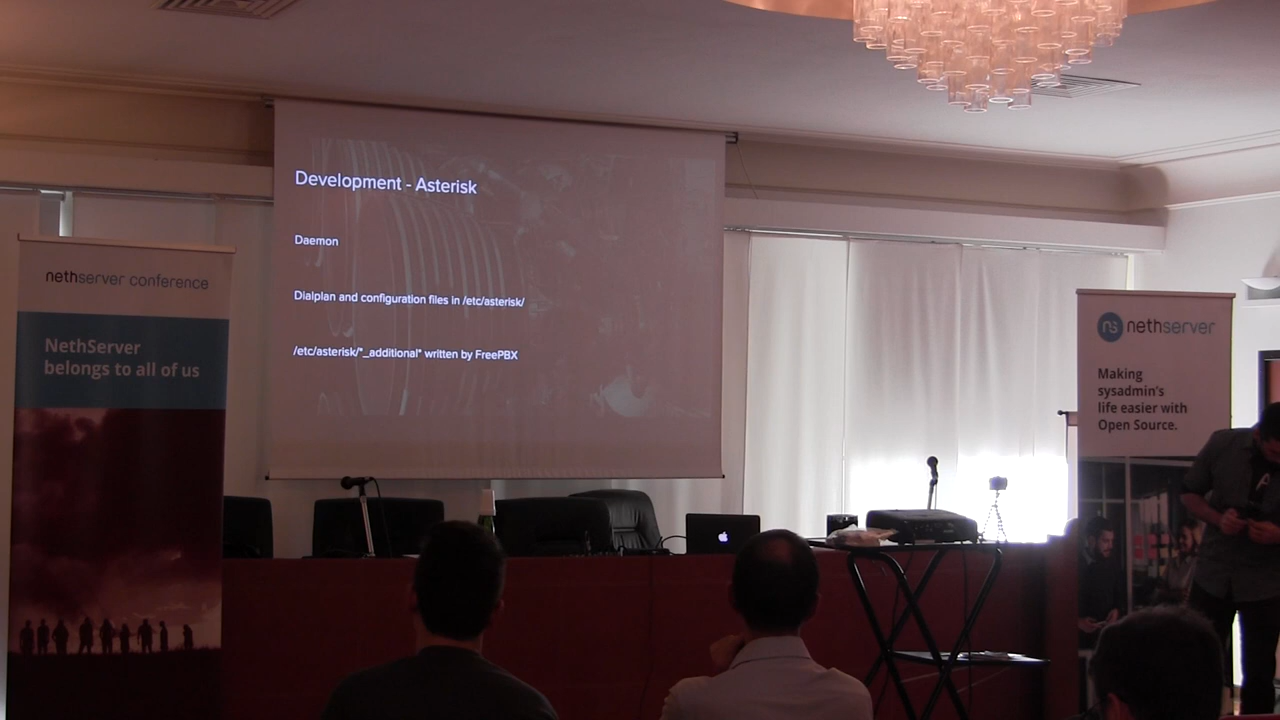 Development - Asterisk
Daemon
Dialplan and configuration files in /etc/asterisk/
/etc/asterisk/*_additional* written by FreePBX
nethserver conference
NethServer
belongs to all of us
ns nethserver
Making
sysadmin's
life easier with
Open Source.